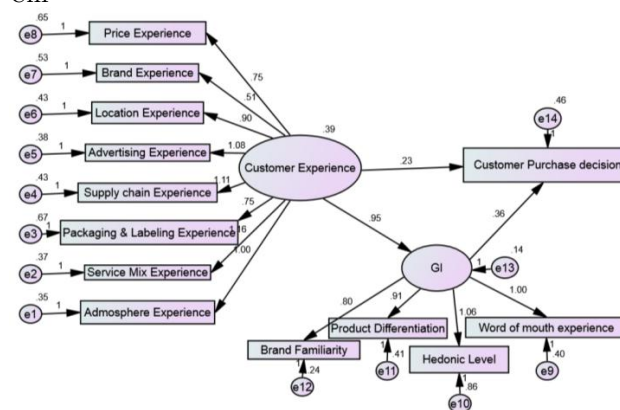 .65
e8 1 Price Experience
.53
e7 1 Brand Experience
.43
e6 1 Location Experience
.38
e5 1 Advertising Experience
.43
e4 1 Supply chain Experience
.67
e3 1 Packaging & Labeling Experience
.37
e2 1 Service Mix Experience
.35
e1 1 Admosphere Experience
.75
.51
.90
1.08
1.11
.75
1.00
.39
Customer Experience
.23
.46
e14
1
Customer Purchase decision
.95
.36
GI
.14
1 e13
.80
.91
1.06
1.00
Brand Familiarity
Product Differentiation
Hedonic Level
Word of mouth experience
1 .24
e12
1 .41
e11
1 .86
e10
1 .40
e9